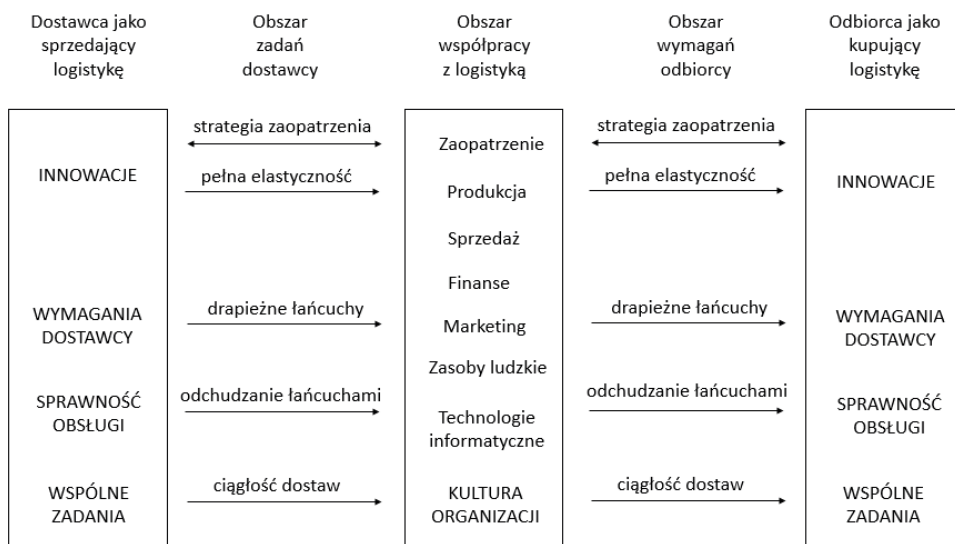 Dostawca jako
sprzedający
logistykę
Obszar
zadań
dostawcy
Obszar
współpracy
z logistyką
Obszar
wymagań
odbiorcy
Odbiorca jako
kupujący
logistykę
INNOWACJE
WYMAGANIA
DOSTAWCY
SPRAWNOŚĆ
OBSŁUGI
WSPÓLNE
ZADANIA
strategia zaopatrzenia
pełna elastyczność
drapieżne łańcuchy
odchudzanie łańcuchami
ciągłość dostaw
Zaopatrzenie
Produkcja
Sprzedaż
Finanse
Marketing
Zasoby ludzkie
Technologie
informatyczne
KULTURA
ORGANIZACJI
strategia zaopatrzenia
pełna elastyczność
drapieżne łańcuchy
odchudzanie łańcuchami
ciągłość dostaw
INNOWACJE
WYMAGANIA
DOSTAWCY
SPRAWNOŚĆ
OBSŁUGI
WSPÓLNE
ZADANIA